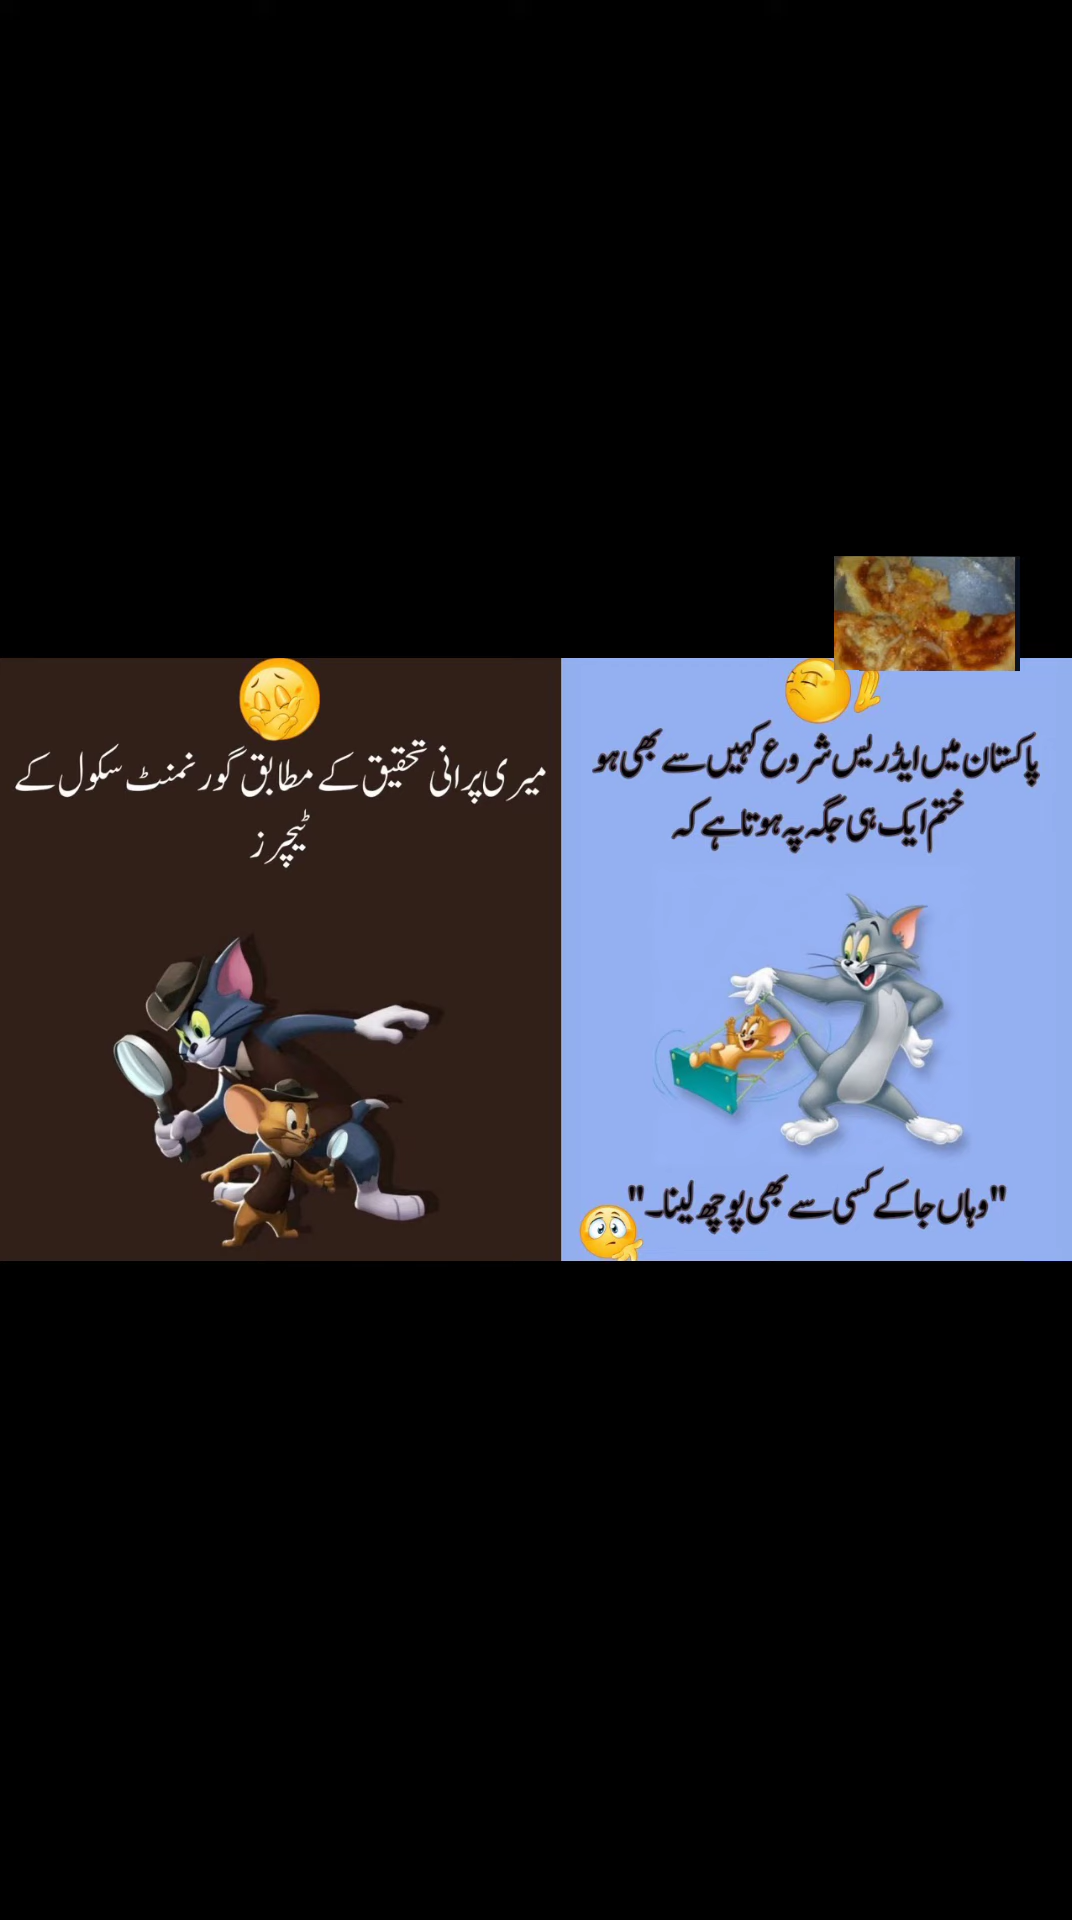 میری پرانی تحقیق کے مطابق گورنمنٹ سکول کے
ٹیچرز
پاکستان میں ایڈریس شروع کہیں سے بھی ہو
ختم ایک ہی جگہ پہ ہوتا ہے کہ
"وہاں جا کے کسی سے بھی پوچھ لینا۔"